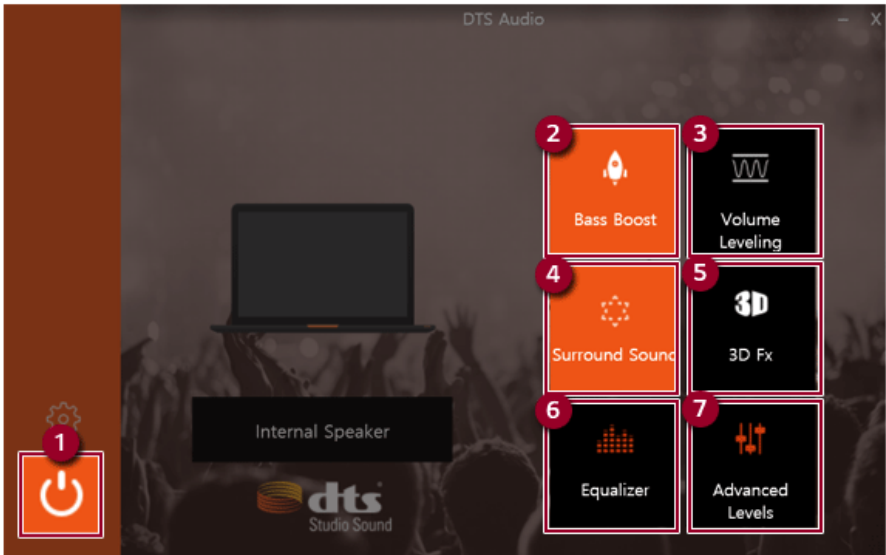 DTS Audio
– X
2
3
Bass Boost
Volume
Leveling
4
5
Surround Sound
3D
3D Fx
6
7
1
Internal Speaker
Equalizer
Advanced
Levels
dts
Studio Sound